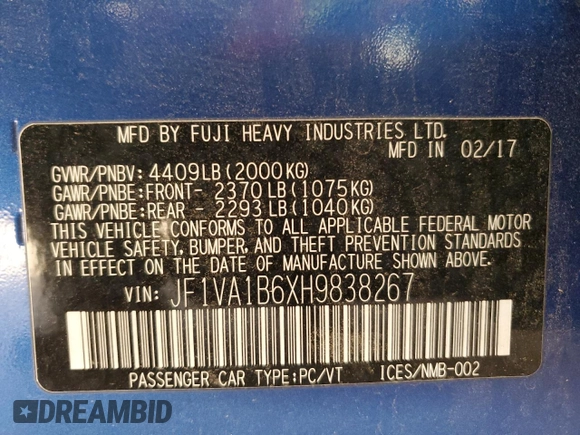 MFD BY FUJI HEAVY INDUSTRIES LTD.
MFD IN 02/17
GVWR/PNBV: 4409LB(2000KG)
GAWR/PNBE:FRONT- 2370LB(1075KG)
GAWR/PNBE:REAR - 2293LB(1040KG)
THIS VEHICLE CONFORMS TO ALL APPLICABLE FEDERAL MOTOR
VEHICLE SAFETY, BUMPER, AND THEFT PREVENTION STANDARDS
IN EFFECT ON THE DATE OF MANUFACTURE SHOWN ABOVE.
VIN: JF1VA1B6XH9838267
PASSENGER CAR TYPE:PC/VT ICES/NMB-002
DREAMBID